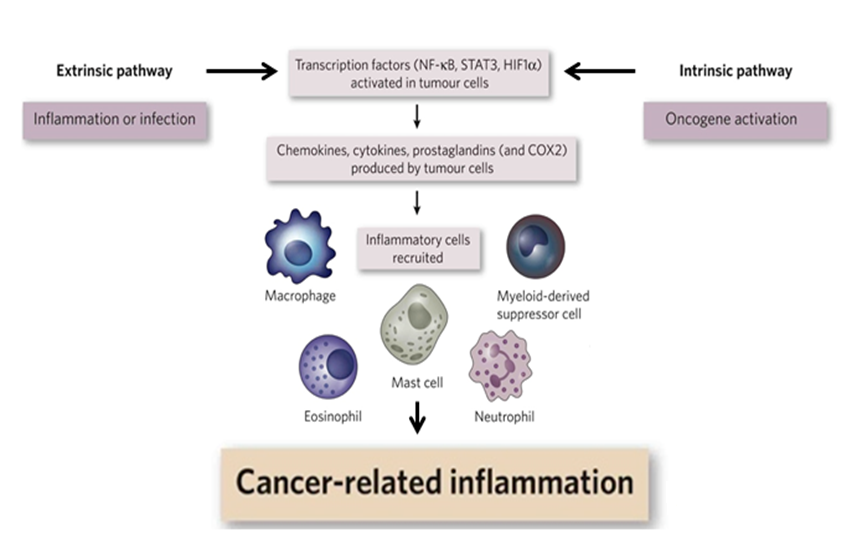 Extrinsic pathway
Transcription factors (NF-κB, STAT3, HIF1α)
activated in tumour cells
Intrinsic pathway
Inflammation or infection
Oncogene activation
Chemokines, cytokines, prostaglandins (and COX2)
produced by tumour cells
Inflammatory cells
recruited
Macrophage
Myeloid-derived
suppressor cell
Mast cell
Eosinophil
Neutrophil
Cancer-related inflammation